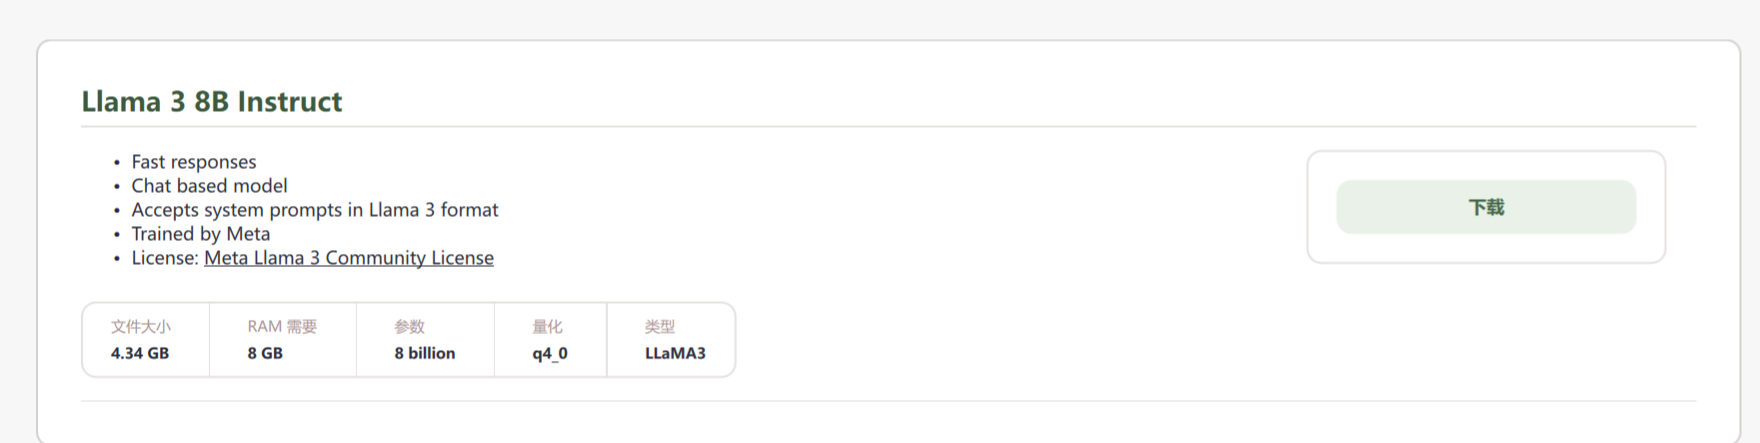 Llama 3 8B Instruct
• Fast responses
• Chat based model
• Accepts system prompts in Llama 3 format
• Trained by Meta
• License: Meta Llama 3 Community License
下载
文件大小 RAM 需要 参数 量化 类型
4.34 GB 8 GB 8 billion q4_0 LLaMA3